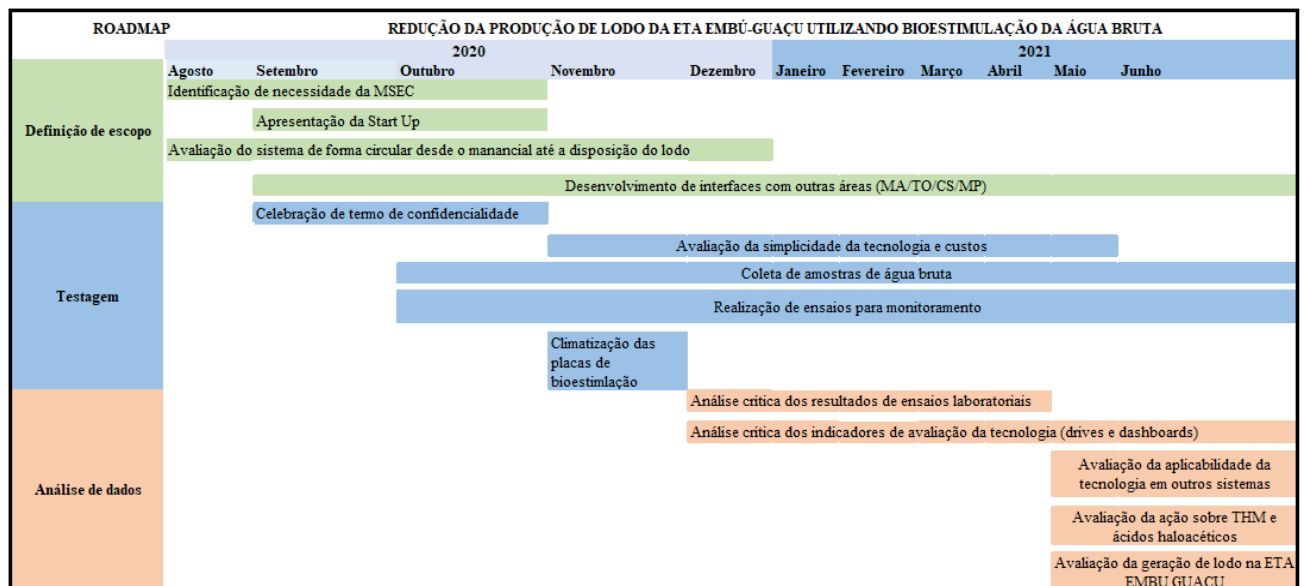 ROADMAP
REDUÇÃO DA PRODUÇÃO DE LODO DA ETA EMBÚ-GUAÇU UTILIZANDO BIOESTIMULAÇÃO DA ÁGUA BRUTA
2020
2021
Agosto Setembro Outubro Novembro Dezembro Janeiro Fevereiro Março Abril Maio Junho
Definição de escopo
Identificação de necessidade da MSEC
Apresentação da Start Up
Avaliação do sistema de forma circular desde o manancial até a disposição do lodo
Desenvolvimento de interfaces com outras áreas (MA/TO/CS/MP)
Testagem
Celebração de termo de confidencialidade
Avaliação da simplicidade da tecnologia e custos
Coleta de amostras de água bruta
Realização de ensaios para monitoramento
Climatização das
placas de
bioestimlação
Análise de dados
Análise critica dos resultados de ensaios laboratoriais
Análise critica dos indicadores de avaliação da tecnologia (drives e dashboards)
Avaliação da aplicabilidade da
tecnologia em outros sistemas
Avaliação da ação sobre THM e
ácidos haloacéticos
Avaliação da geração de lodo na ETA
EMBU GUACU